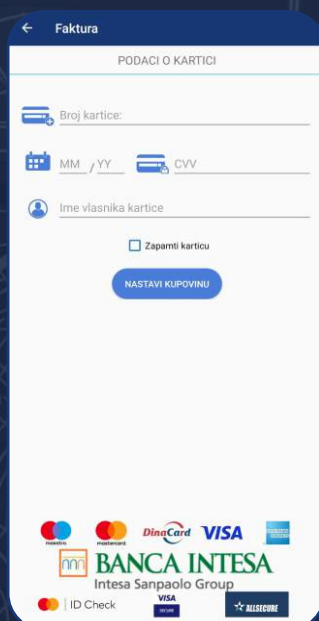 Faktura
PODACI O KARTICI
Broj kartice:
MM / YY CVV
Ime vlasnika kartice
Zapamti karticu
NASTAVI KUPOVINU
maestro mastercard DinaCard VISA
BANCA INTESA
Intesa Sanpaolo Group
ID Check VISA SECURE ALLSECURE